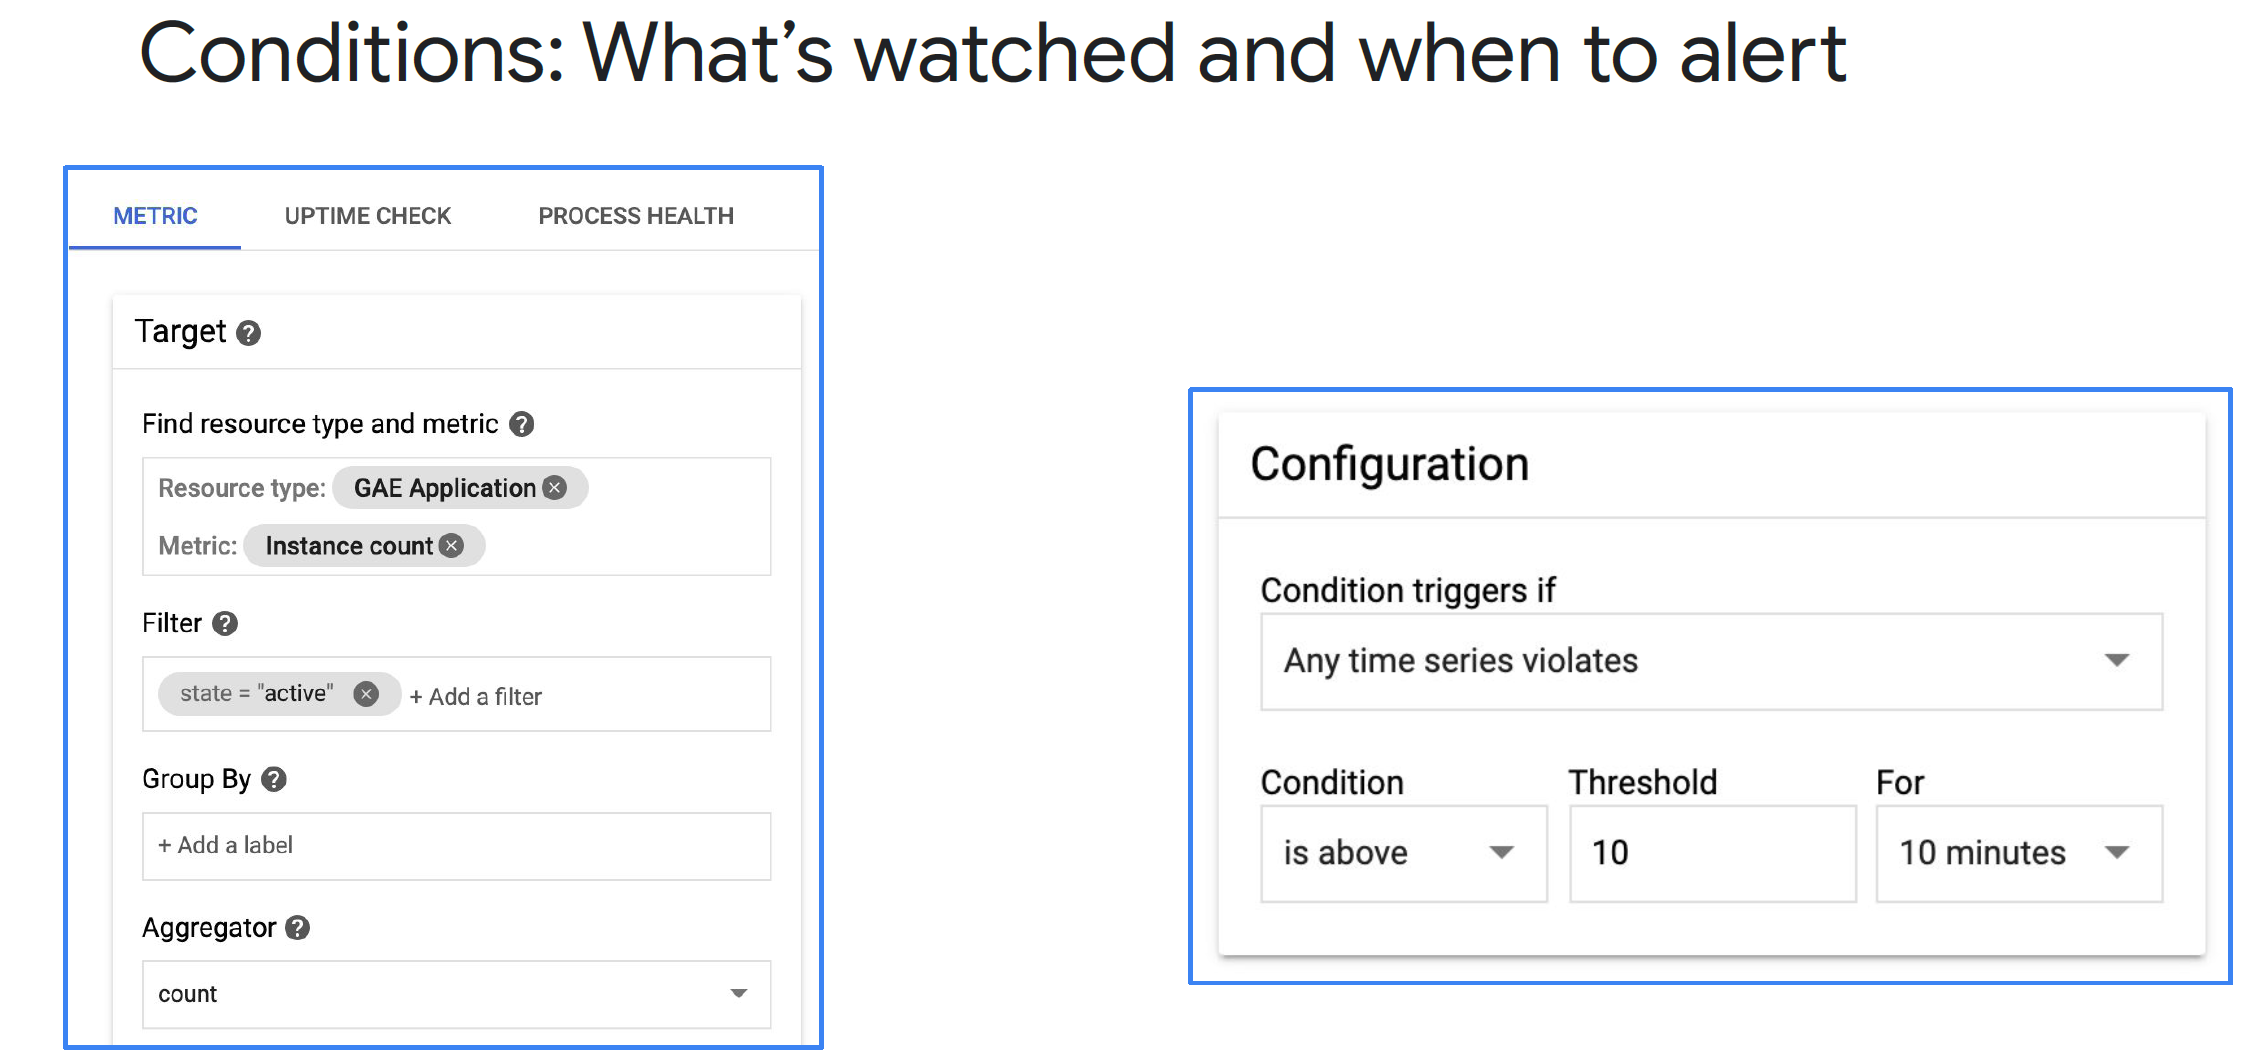 Conditions: What’s watched and when to alert
METRIC UPTIME CHECK PROCESS HEALTH
Target
Find resource type and metric
Resource type: GAE Application
Metric: Instance count
Filter
state = "active" + Add a filter
Group By
+ Add a label
Aggregator
count
Configuration
Condition triggers if
Any time series violates
Condition Threshold For
is above 10 10 minutes